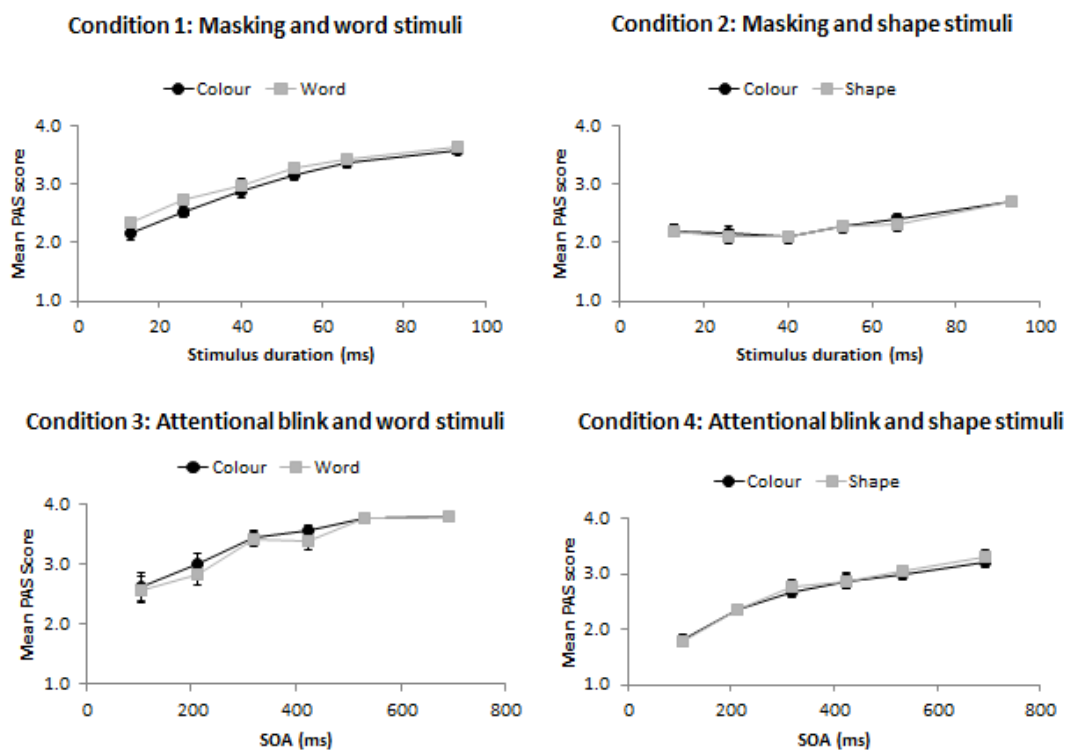 Condition 1: Masking and word stimuli
Colour Word
4.0
3.0
2.0
1.0
Mean PAS score
0 20 40 60 80 100
Stimulus duration (ms)
Condition 2: Masking and shape stimuli
Colour Shape
4.0
3.0
2.0
1.0
Mean PAS score
0 20 40 60 80 100
Stimulus duration (ms)
Condition 3: Attentional blink and word stimuli
Colour Word
4.0
3.0
2.0
1.0
Mean PAS Score
0 200 400 600 800
SOA (ms)
Condition 4: Attentional blink and shape stimuli
Colour Shape
4.0
3.0
2.0
1.0
Mean PAS score
0 200 400 600 800
SOA (ms)